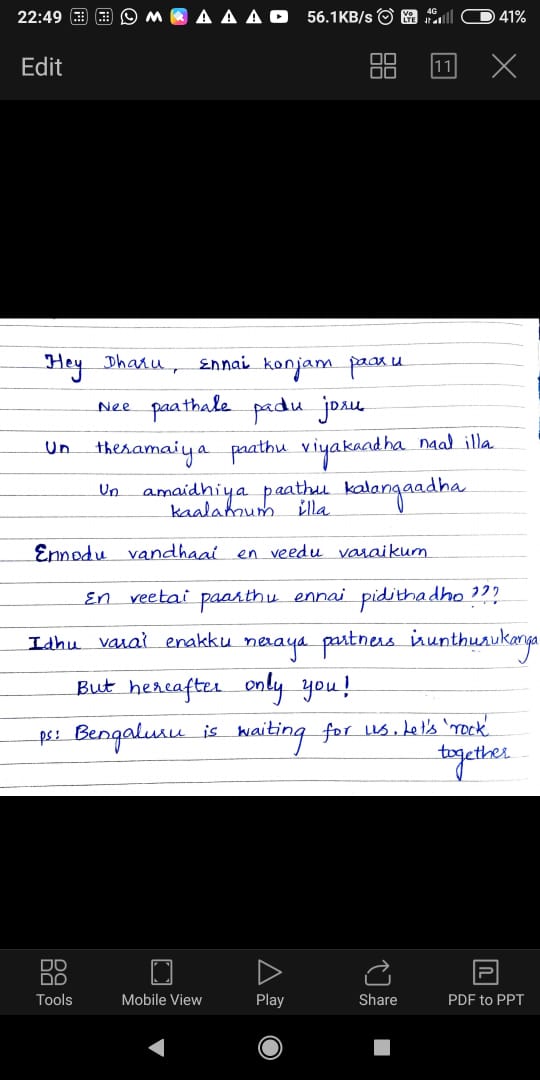 22:49 56.1KB/s Vo LTE 4G 41%
Edit 11
Hey Dharu, Ennai konjam paaru
Nee paathale padu joru
Un theramaiya paathu viyakaadha naal illa
Un amaidhiya paathu kalangaadha
kaalamum illa
Ennodu vandhaai en veedu varaikum
En veetai paarthu ennai pidithadho ???
Idhu varai enakku neraya partners irunthurukanga
But hereafter only you!
ps: Bengaluru is waiting for us. Let's 'rock'
together
Tools Mobile View Play Share PDF to PPT